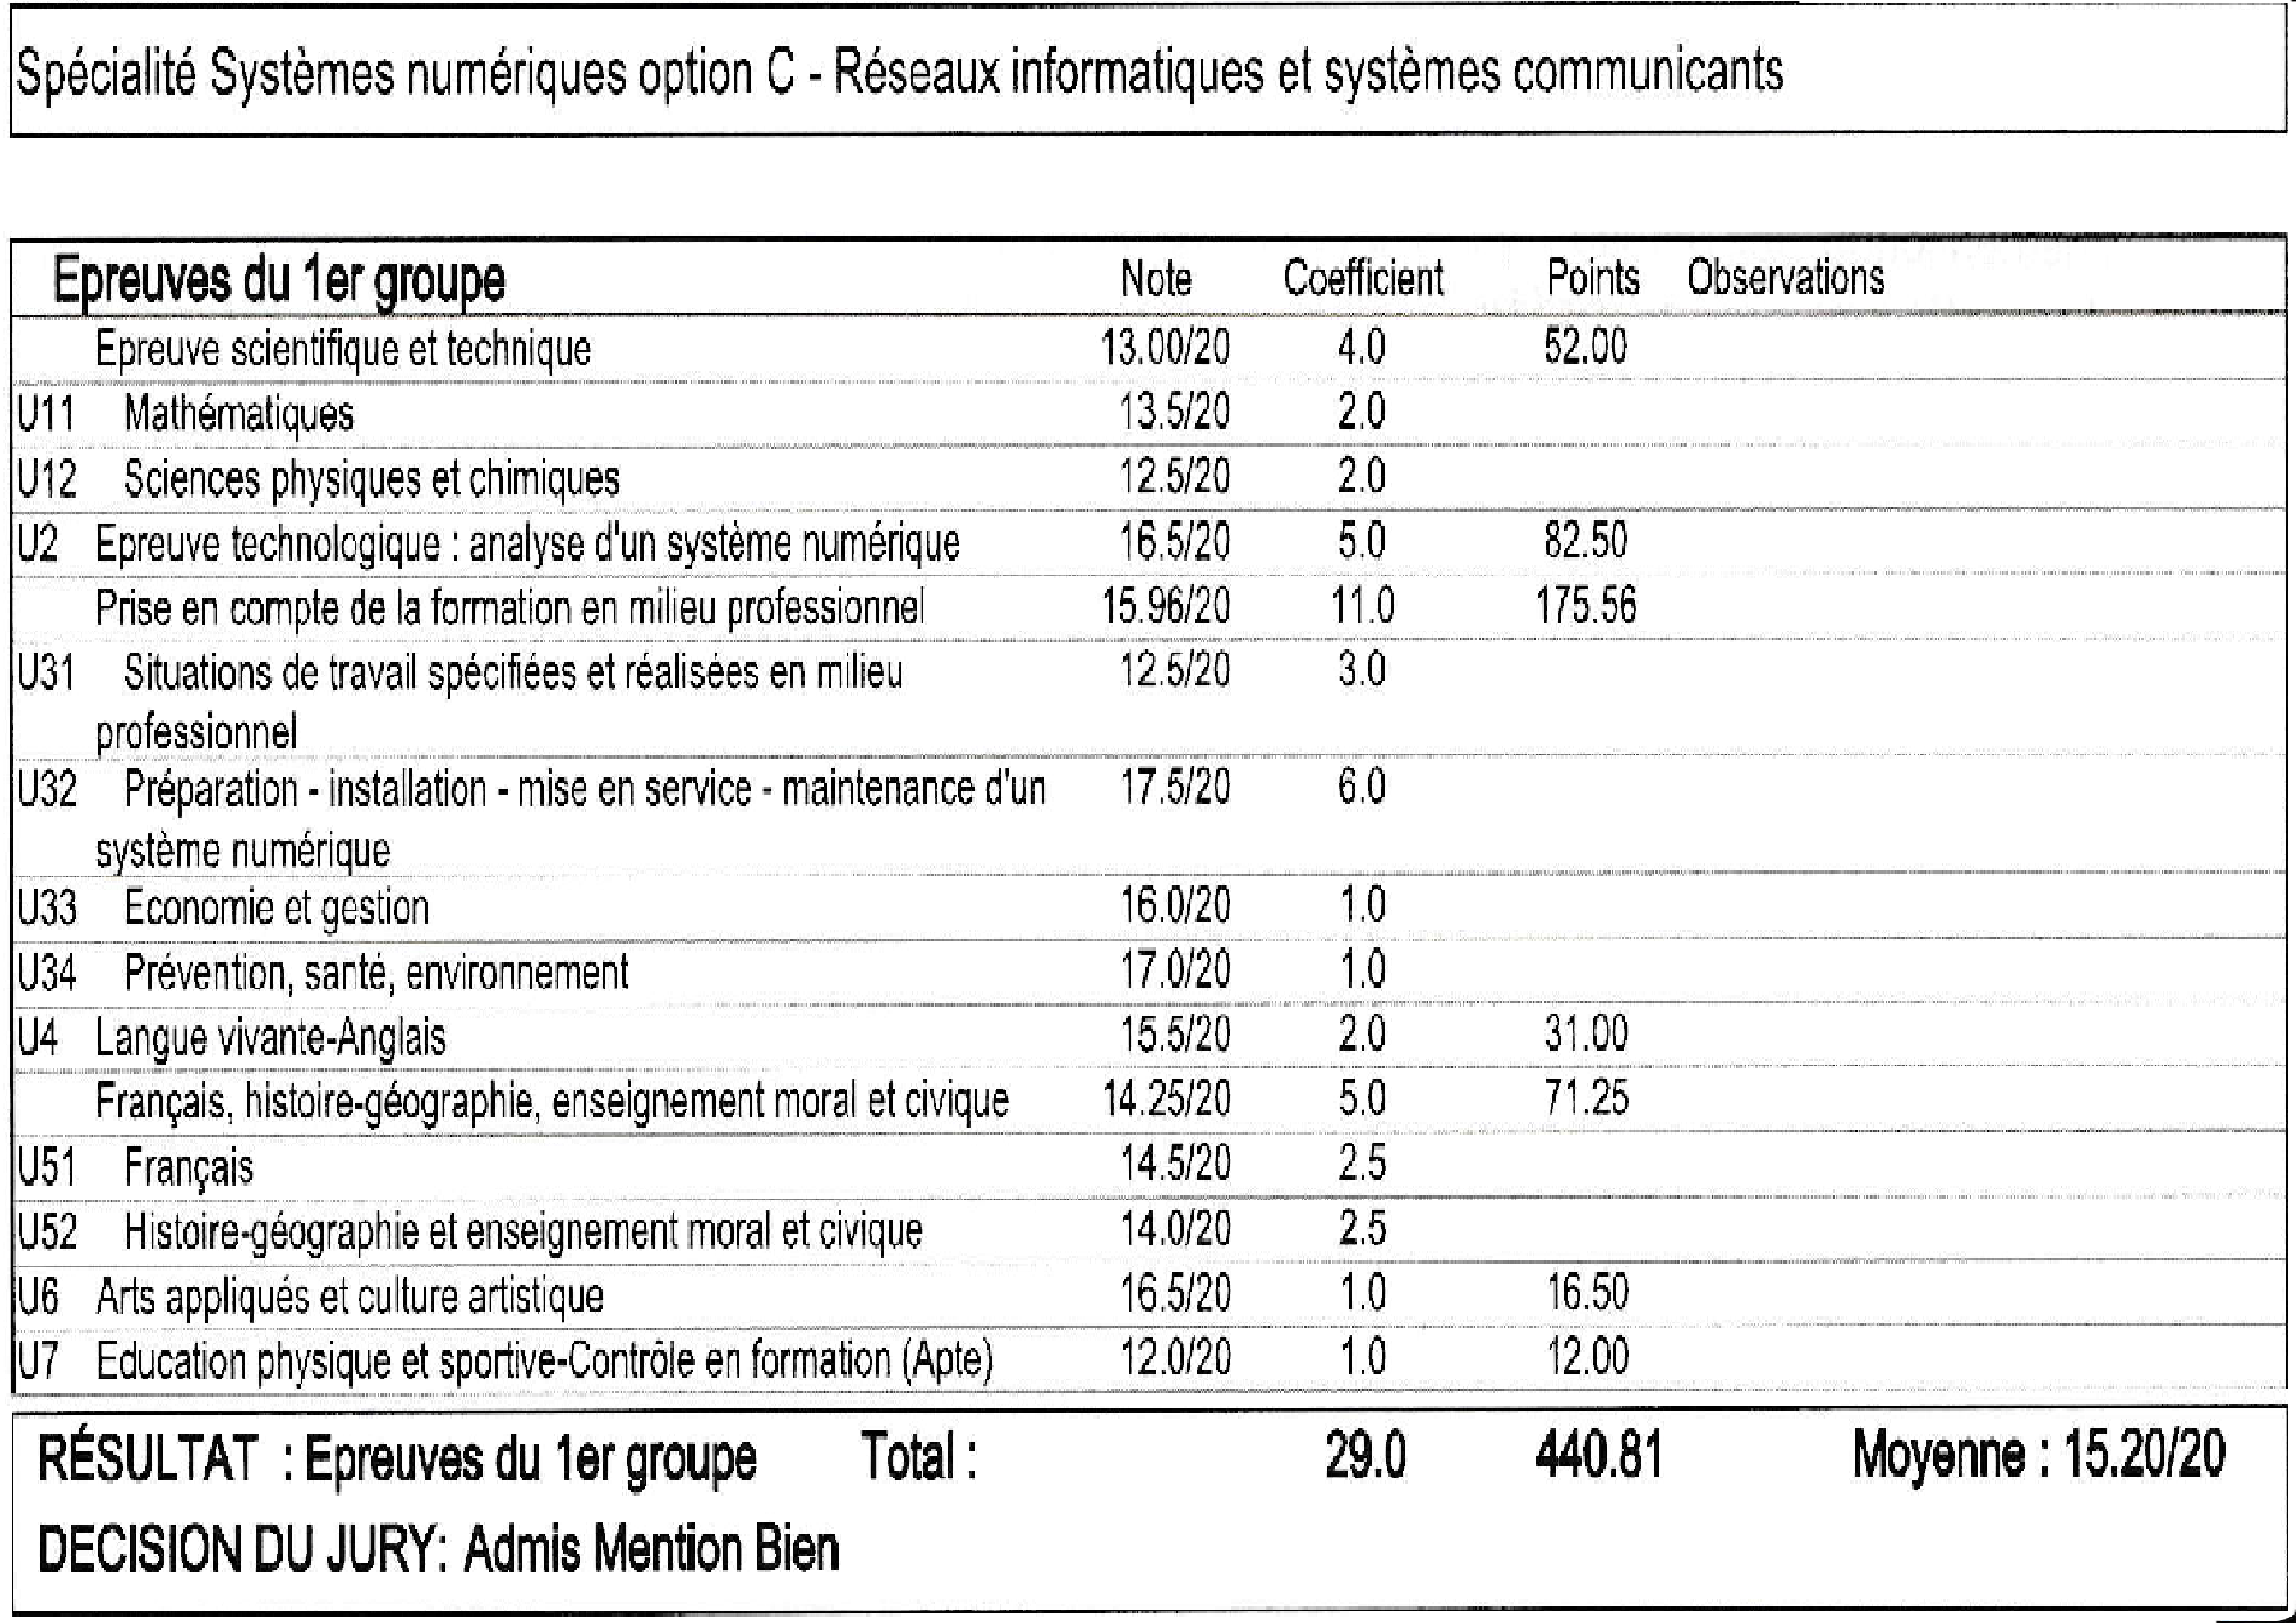 Spécialité Systèmes numériques option C - Réseaux informatiques et systèmes communicants
Epreuves du 1er groupe Note Coefficient Points Observations
Epreuve scientifique et technique 13.00/20 4.0 52.00
U11 Mathématiques 13.5/20 2.0
U12 Sciences physiques et chimiques 12.5/20 2.0
U2 Epreuve technologique : analyse d'un système numérique 16.5/20 5.0 82.50
Prise en compte de la formation en milieu professionnel 15.96/20 11.0 175.56
U31 Situations de travail spécifiées et réalisées en milieu 12.5/20 3.0
professionnel
U32 Préparation - installation - mise en service - maintenance d'un 17.5/20 6.0
système numérique
U33 Economie et gestion 16.0/20 1.0
U34 Prévention, santé, environnement 17.0/20 1.0
U4 Langue vivante-Anglais 15.5/20 2.0 31.00
Français, histoire-géographie, enseignement moral et civique 14.25/20 5.0 71.25
U51 Français 14.5/20 2.5
U52 Histoire-géographie et enseignement moral et civique 14.0/20 2.5
U6 Arts appliqués et culture artistique 16.5/20 1.0 16.50
U7 Education physique et sportive-Contrôle en formation (Apte) 12.0/20 1.0 12.00
RÉSULTAT : Epreuves du 1er groupe Total : 29.0 440.81 Moyenne : 15.20/20
DECISION DU JURY: Admis Mention Bien